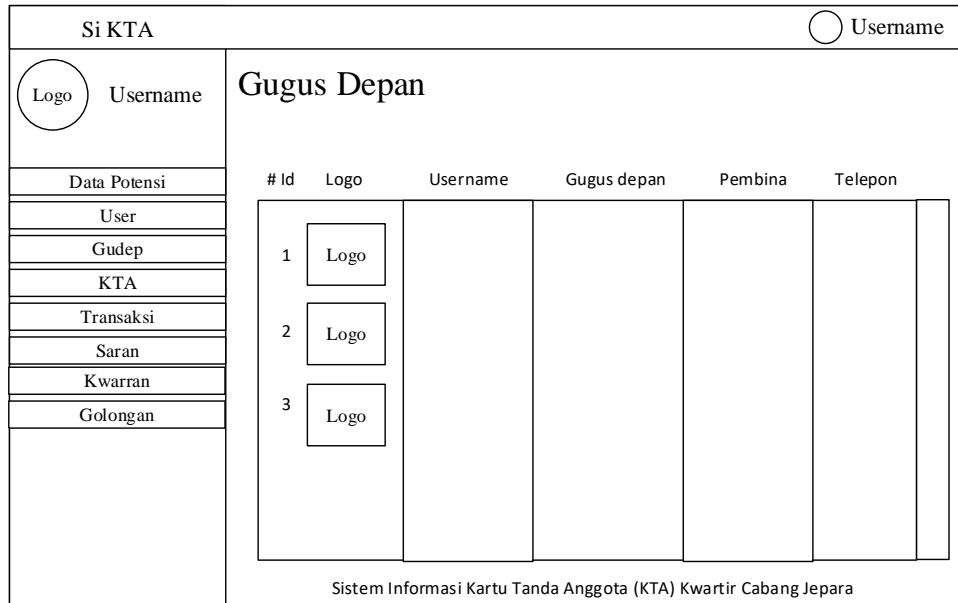 Si KTA
Username
Logo
Username
Data Potensi
User
Gudep
KTA
Transaksi
Saran
Kwarran
Golongan
Gugus Depan
# Id Logo Username Gugus depan Pembina Telepon
1 Logo
2 Logo
3 Logo
Sistem Informasi Kartu Tanda Anggota (KTA) Kwartir Cabang Jepara